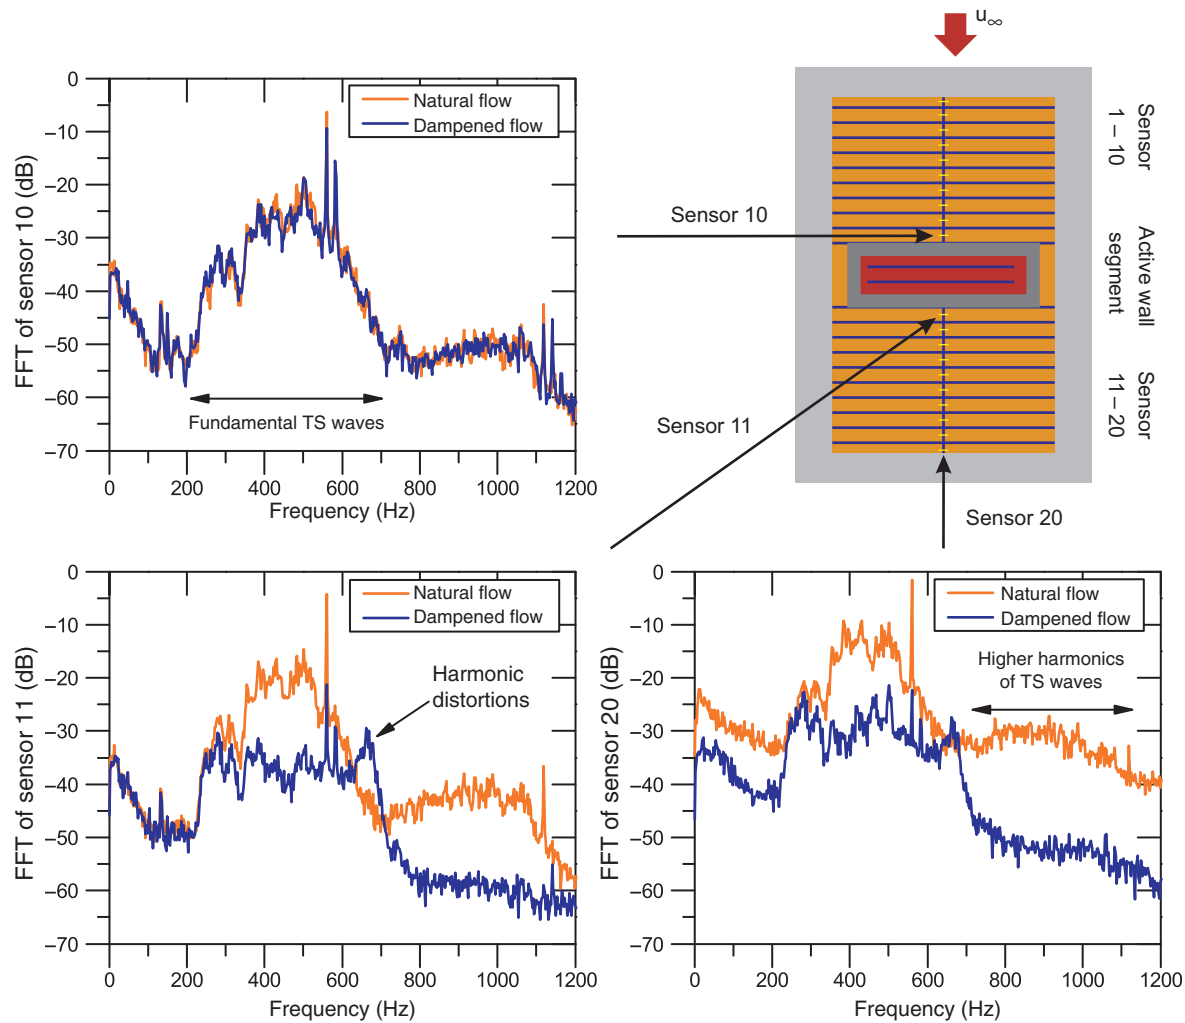 u∞
0
−10
−20
−30
−40
−50
−60
−70
FFT of sensor 10 (dB)
Natural flow
Dampened flow
Fundamental TS waves
0 200 400 600 800 1000 1200
Frequency (Hz)
Sensor
1 – 10
Active wall
segment
Sensor
11 – 20
Sensor 10
Sensor 11
Sensor 20
0
−10
−20
−30
−40
−50
−60
−70
FFT of sensor 11 (dB)
Natural flow
Dampened flow
Harmonic
distortions
0 200 400 600 800 1000 1200
Frequency (Hz)
0
−10
−20
−30
−40
−50
−60
−70
FFT of sensor 20 (dB)
Natural flow
Dampened flow
Higher harmonics
of TS waves
0 200 400 600 800 1000 1200
Frequency (Hz)